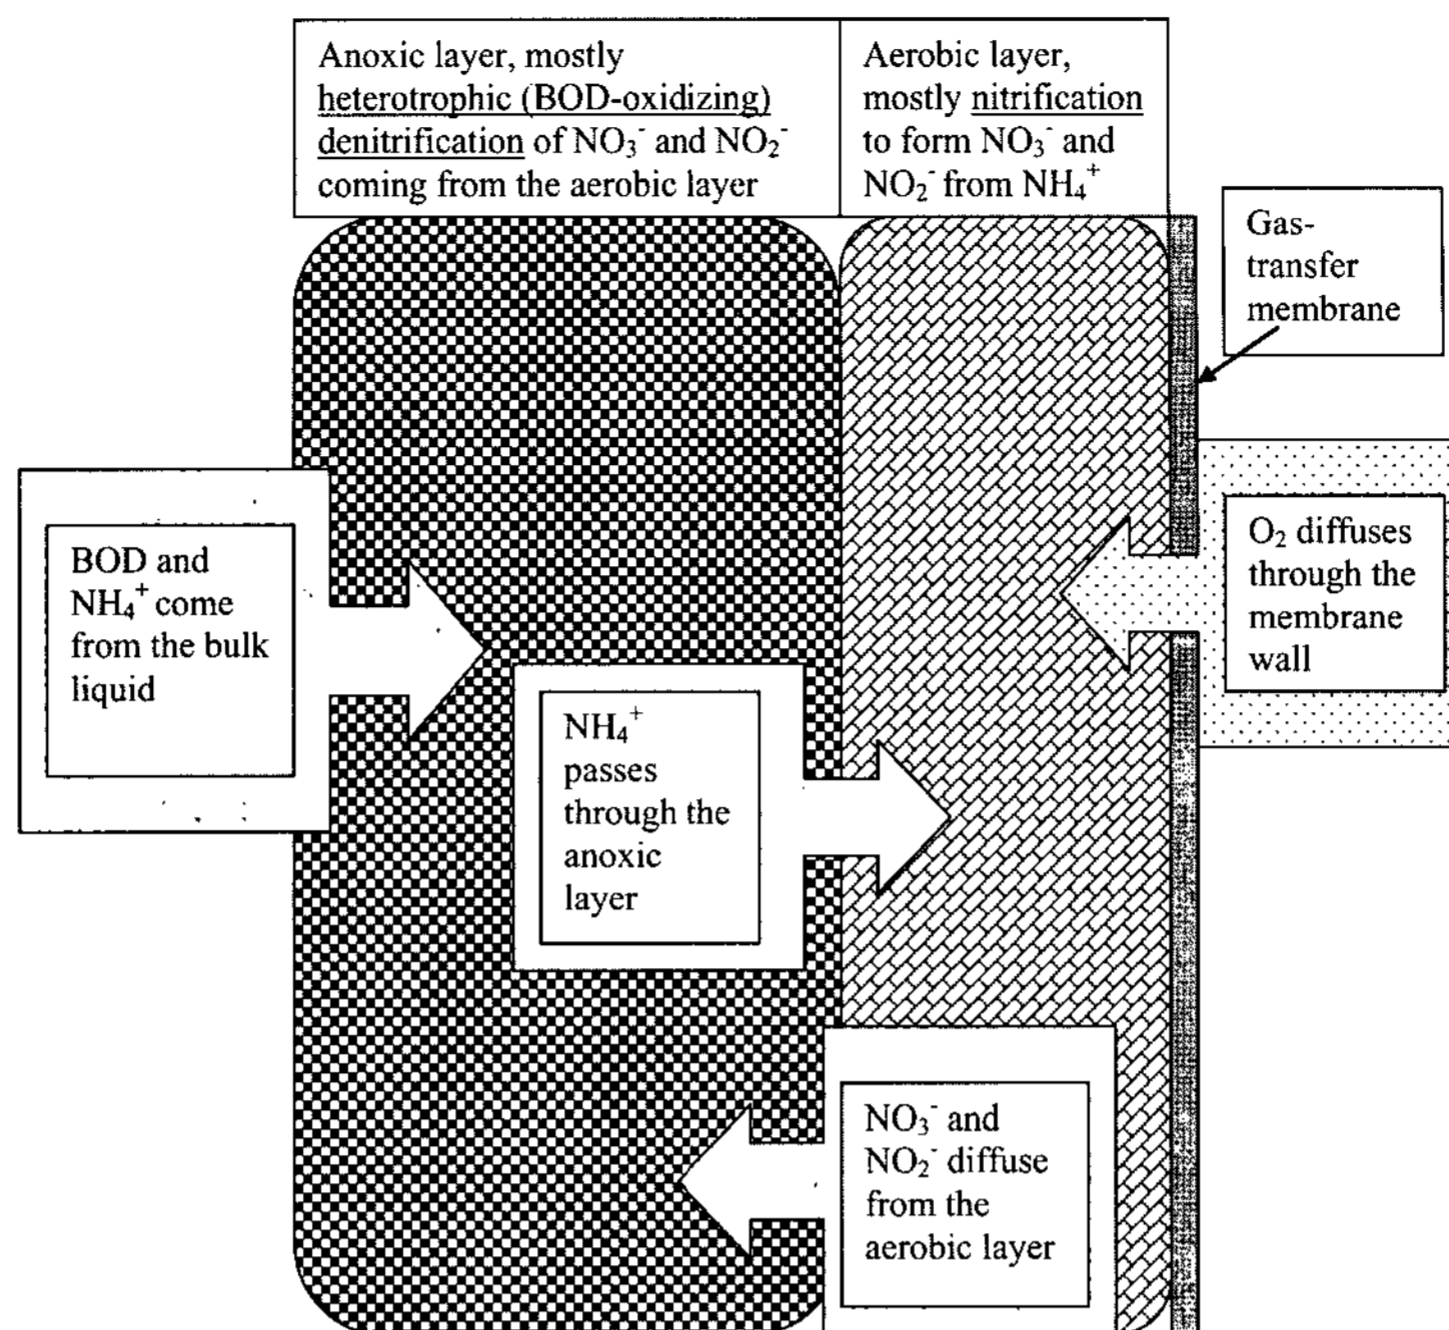 Anoxic layer, mostly
heterotrophic (BOD-oxidizing)
denitrification of NO₃⁻ and NO₂⁻
coming from the aerobic layer
Aerobic layer,
mostly nitrification
to form NO₃⁻ and
NO₂⁻ from NH₄⁺
Gas-
transfer
membrane
BOD and
NH₄⁺ come
from the bulk
liquid
O₂ diffuses
through the
membrane
wall
NH₄⁺
passes
through the
anoxic
layer
NO₃⁻ and
NO₂⁻ diffuse
from the
aerobic layer